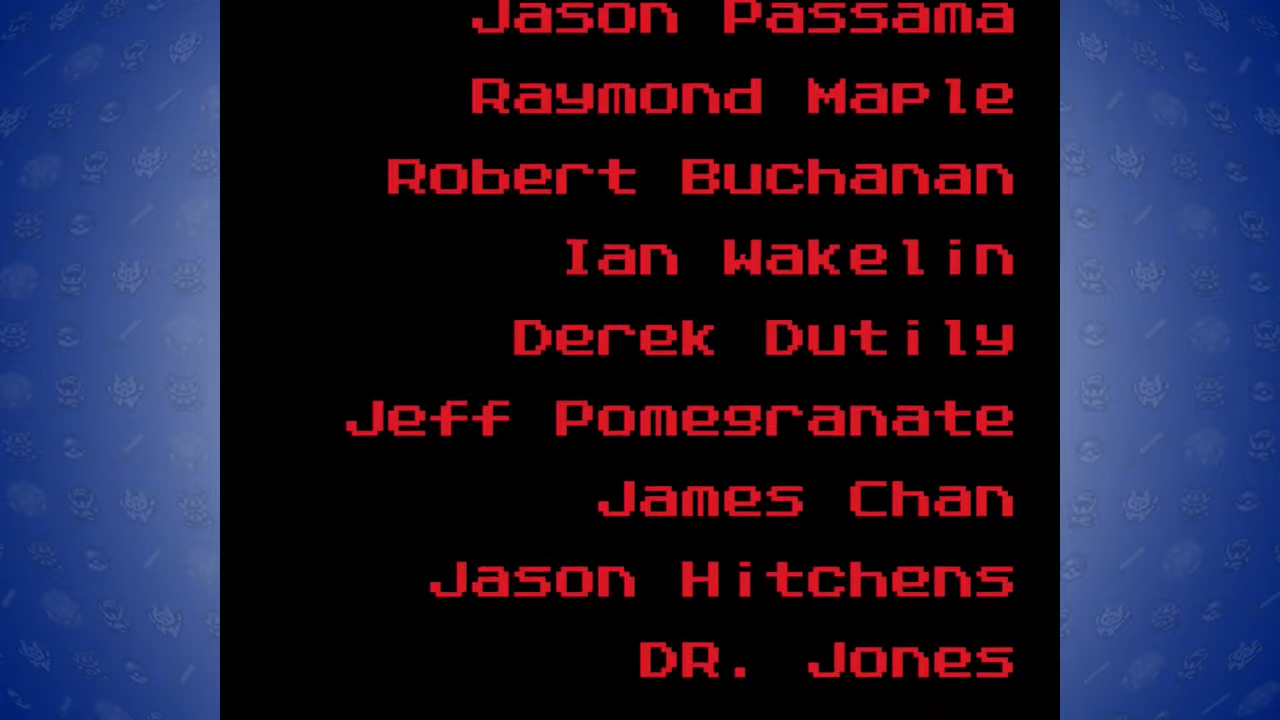 Jason Passama
Raymond Maple
Robert Buchanan
Ian Wakelin
Derek Dutily
Jeff Pomegranate
James Chan
Jason Hitchens
DR. Jones